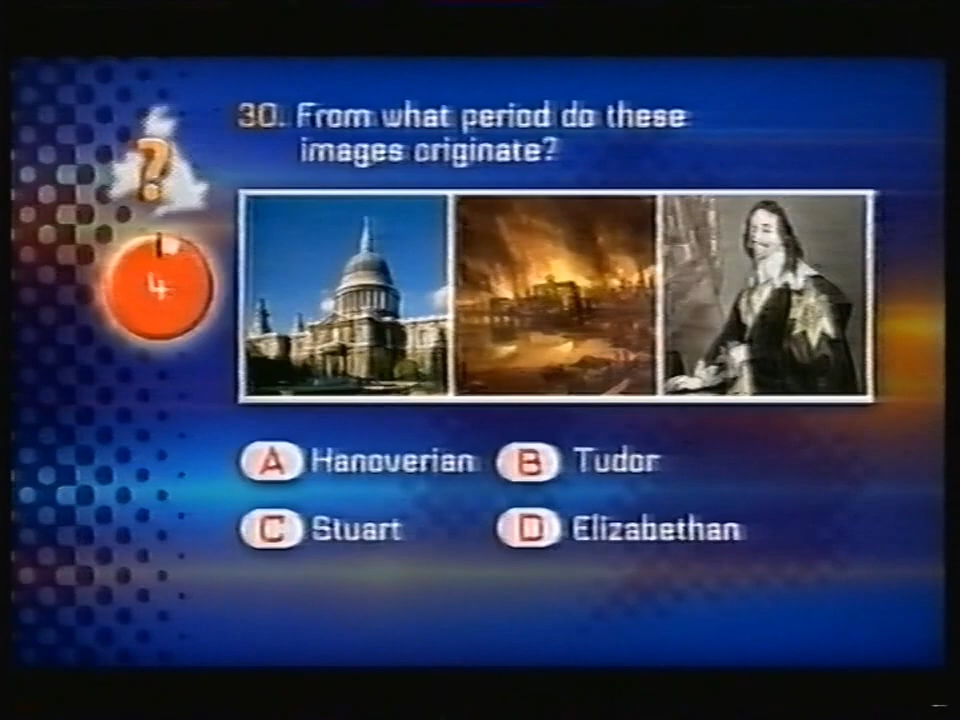 30. From what period do these
images originate?
?
4
A Hanoverian B Tudor
C Stuart D Elizabethan